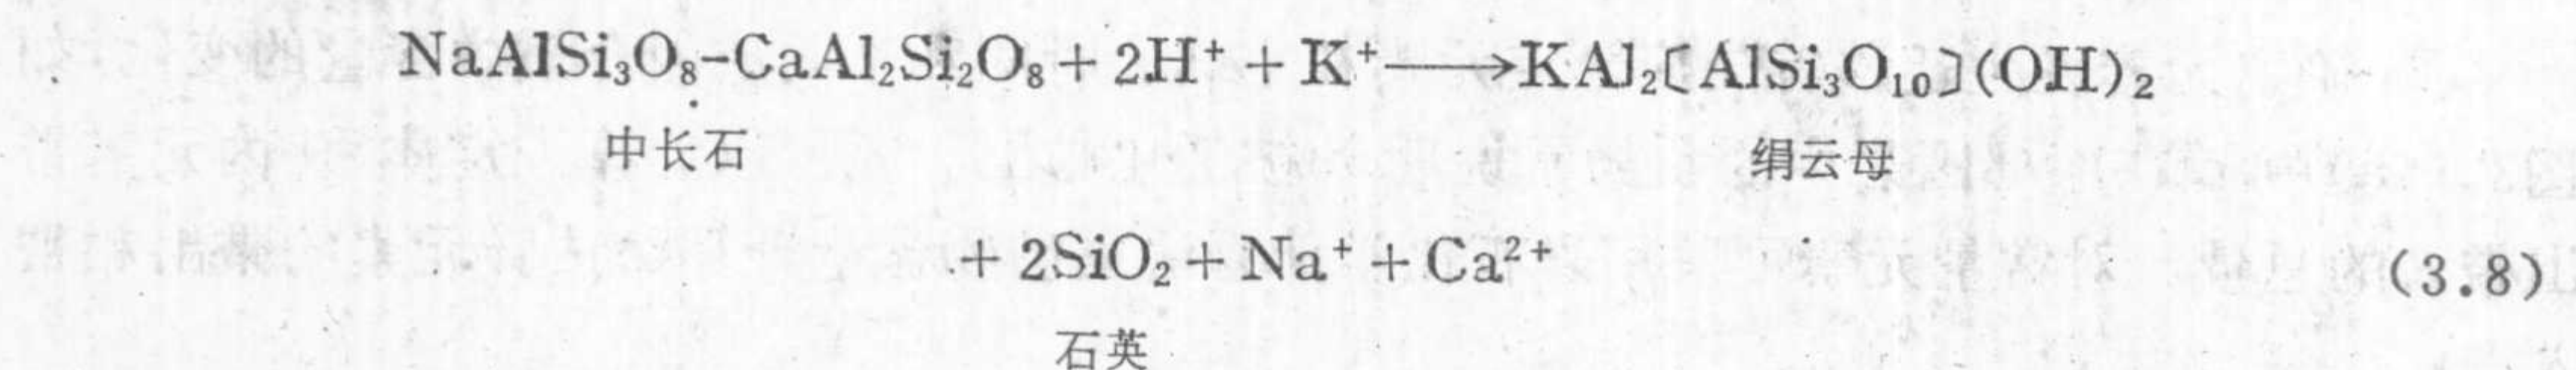 NaAlSi₃O₈-CaAl₂Si₂O₈ + 2H⁺ + K⁺ ⟶ KAl₂〔AlSi₃O₁₀〕(OH)₂
中长石 绢云母
+ 2SiO₂ + Na⁺ + Ca²⁺ (3.8)
石英